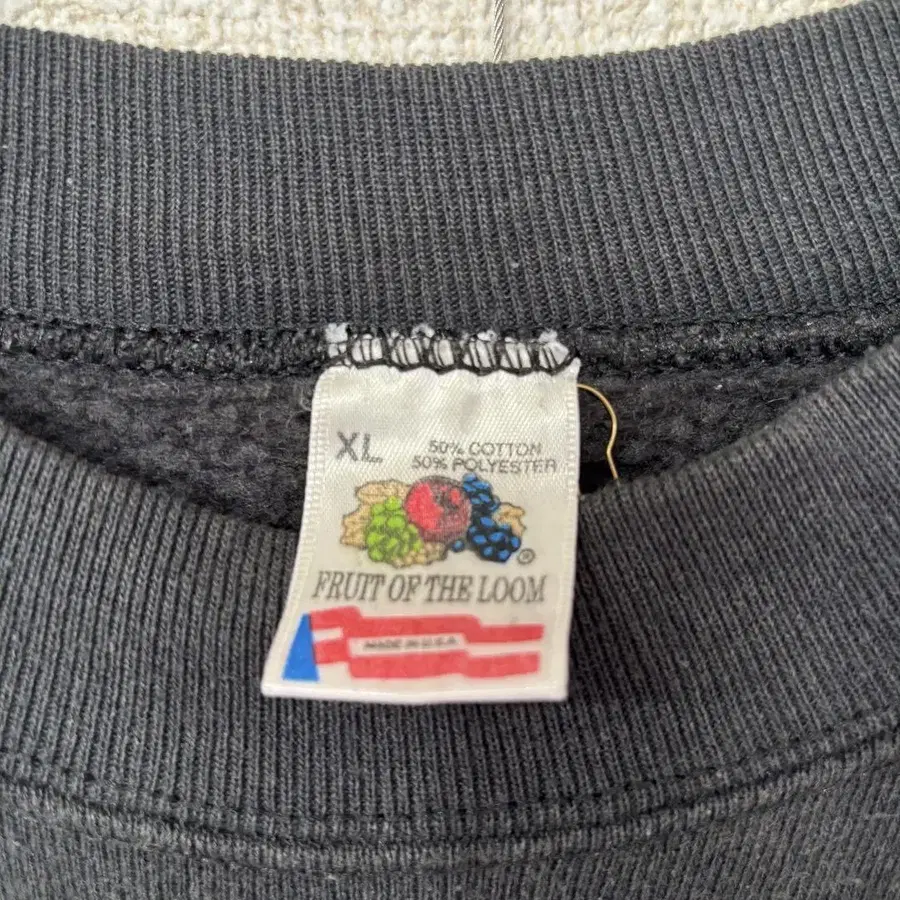 XL
50% COTTON
50% POLYESTER
®
FRUIT OF THE LOOM
MADE IN U.S.A.